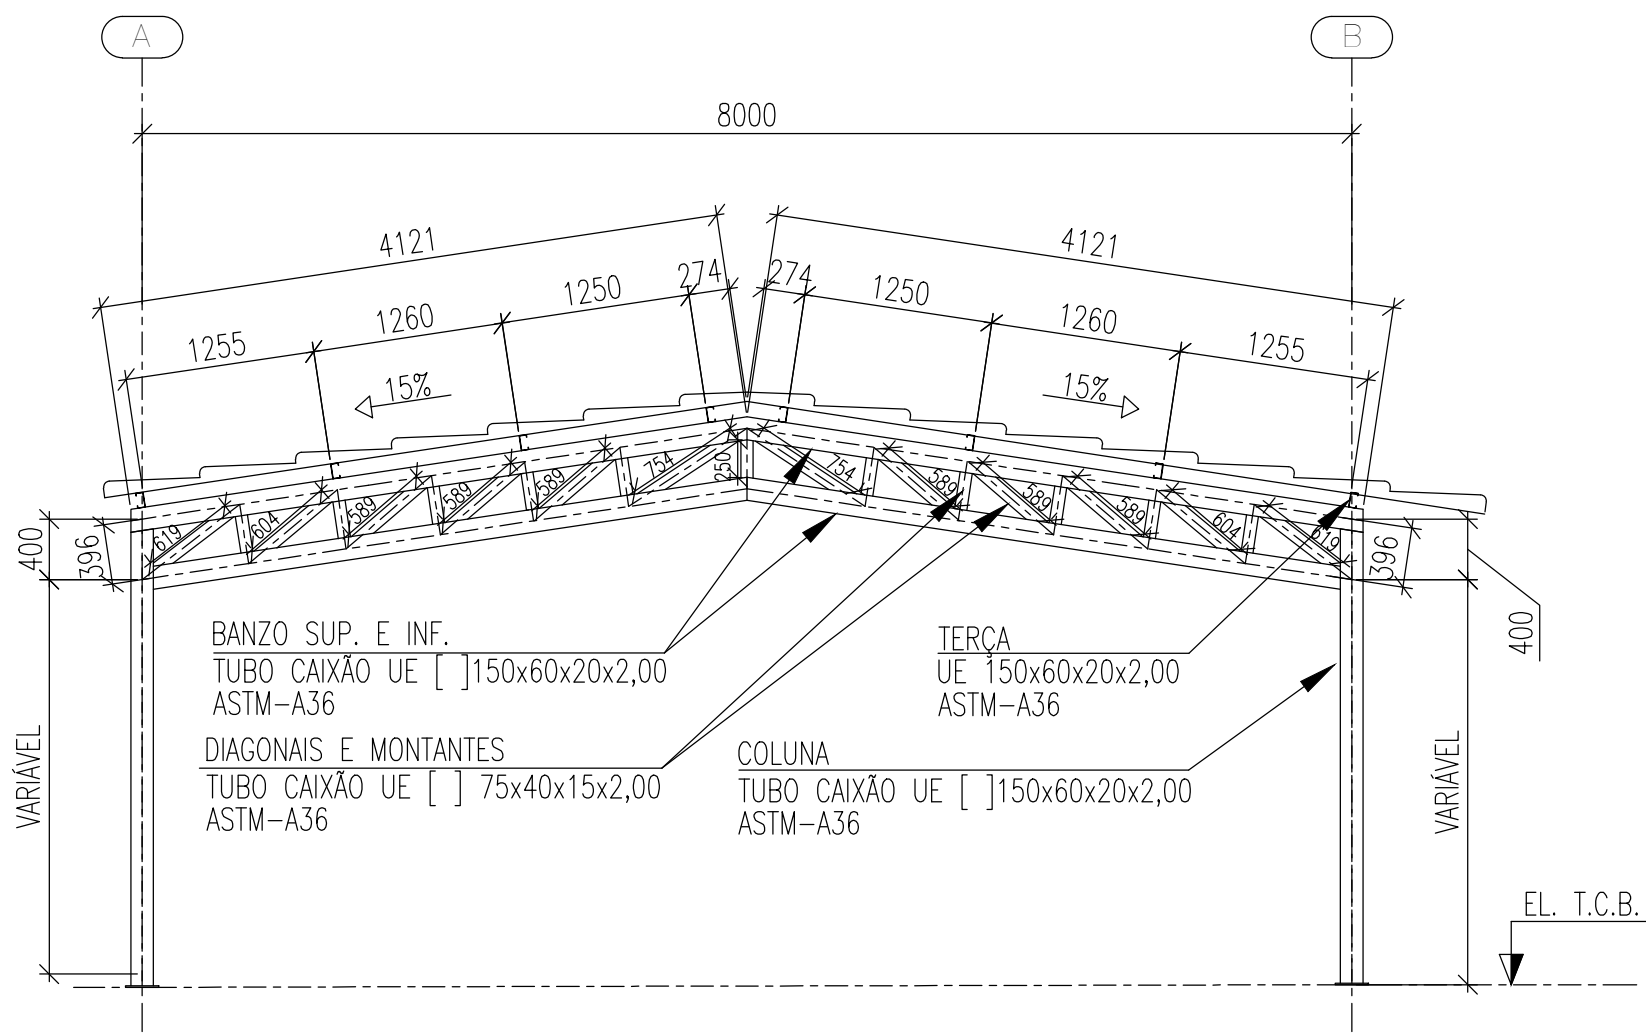 A
B
8000
4121
4121
274
274
1250
1250
1260
1260
1255
1255
15%
15%
250
754
754
589
589
589
589
589
589
604
604
619
619
400
396
396
400
BANZO SUP. E INF.
TUBO CAIXÃO UE [ ]150x60x20x2,00
ASTM-A36
TERÇA
UE 150x60x20x2,00
ASTM-A36
DIAGONAIS E MONTANTES
TUBO CAIXÃO UE [ ] 75x40x15x2,00
ASTM-A36
COLUNA
TUBO CAIXÃO UE [ ]150x60x20x2,00
ASTM-A36
VARIÁVEL
VARIÁVEL
EL. T.C.B.